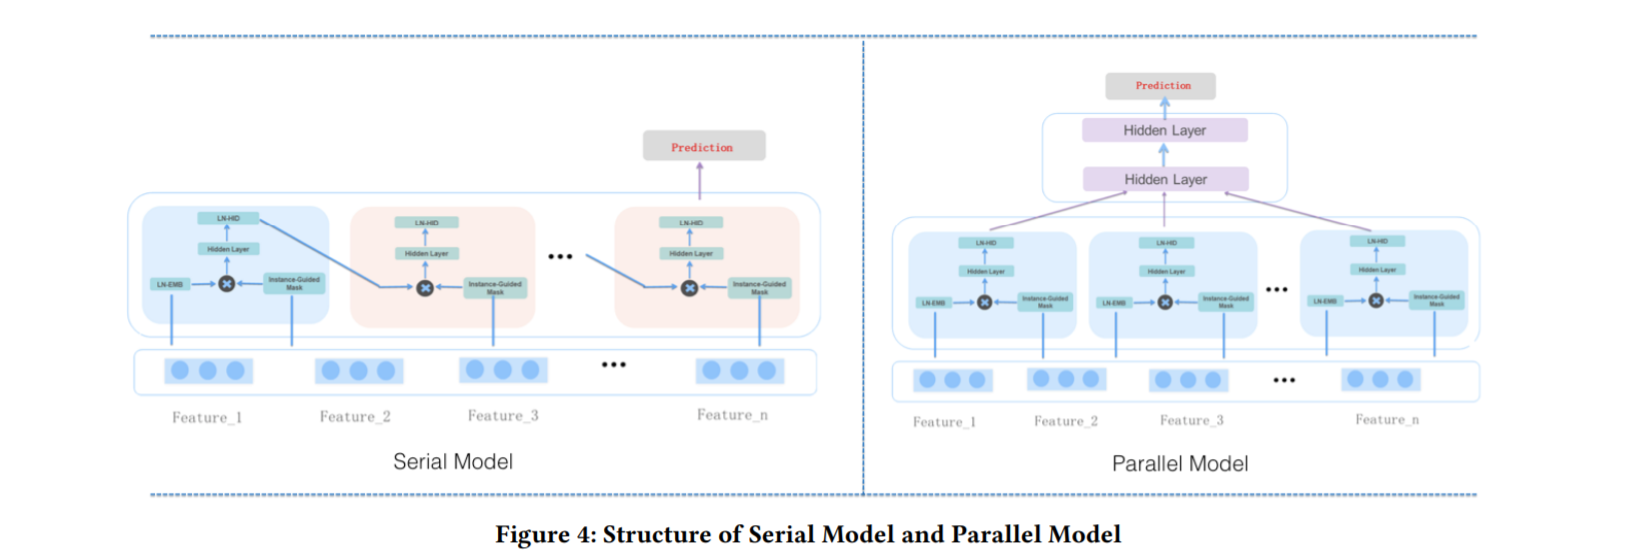 Prediction
LN-HID
Hidden Layer
LN-EMB
Instance-Guided
Mask
LN-HID
Hidden Layer
Instance-Guided
Mask
•••
LN-HID
Hidden Layer
Instance-Guided
Mask
•••
Feature_1
Feature_2
Feature_3
Feature_n
Serial Model
Prediction
Hidden Layer
Hidden Layer
LN-HID
Hidden Layer
LN-EMB
Instance-Guided
Mask
LN-HID
Hidden Layer
LN-EMB
Instance-Guided
Mask
•••
LN-HID
Hidden Layer
LN-EMB
Instance-Guided
Mask
•••
Feature_1
Feature_2
Feature_3
Feature_n
Parallel Model
Figure 4: Structure of Serial Model and Parallel Model